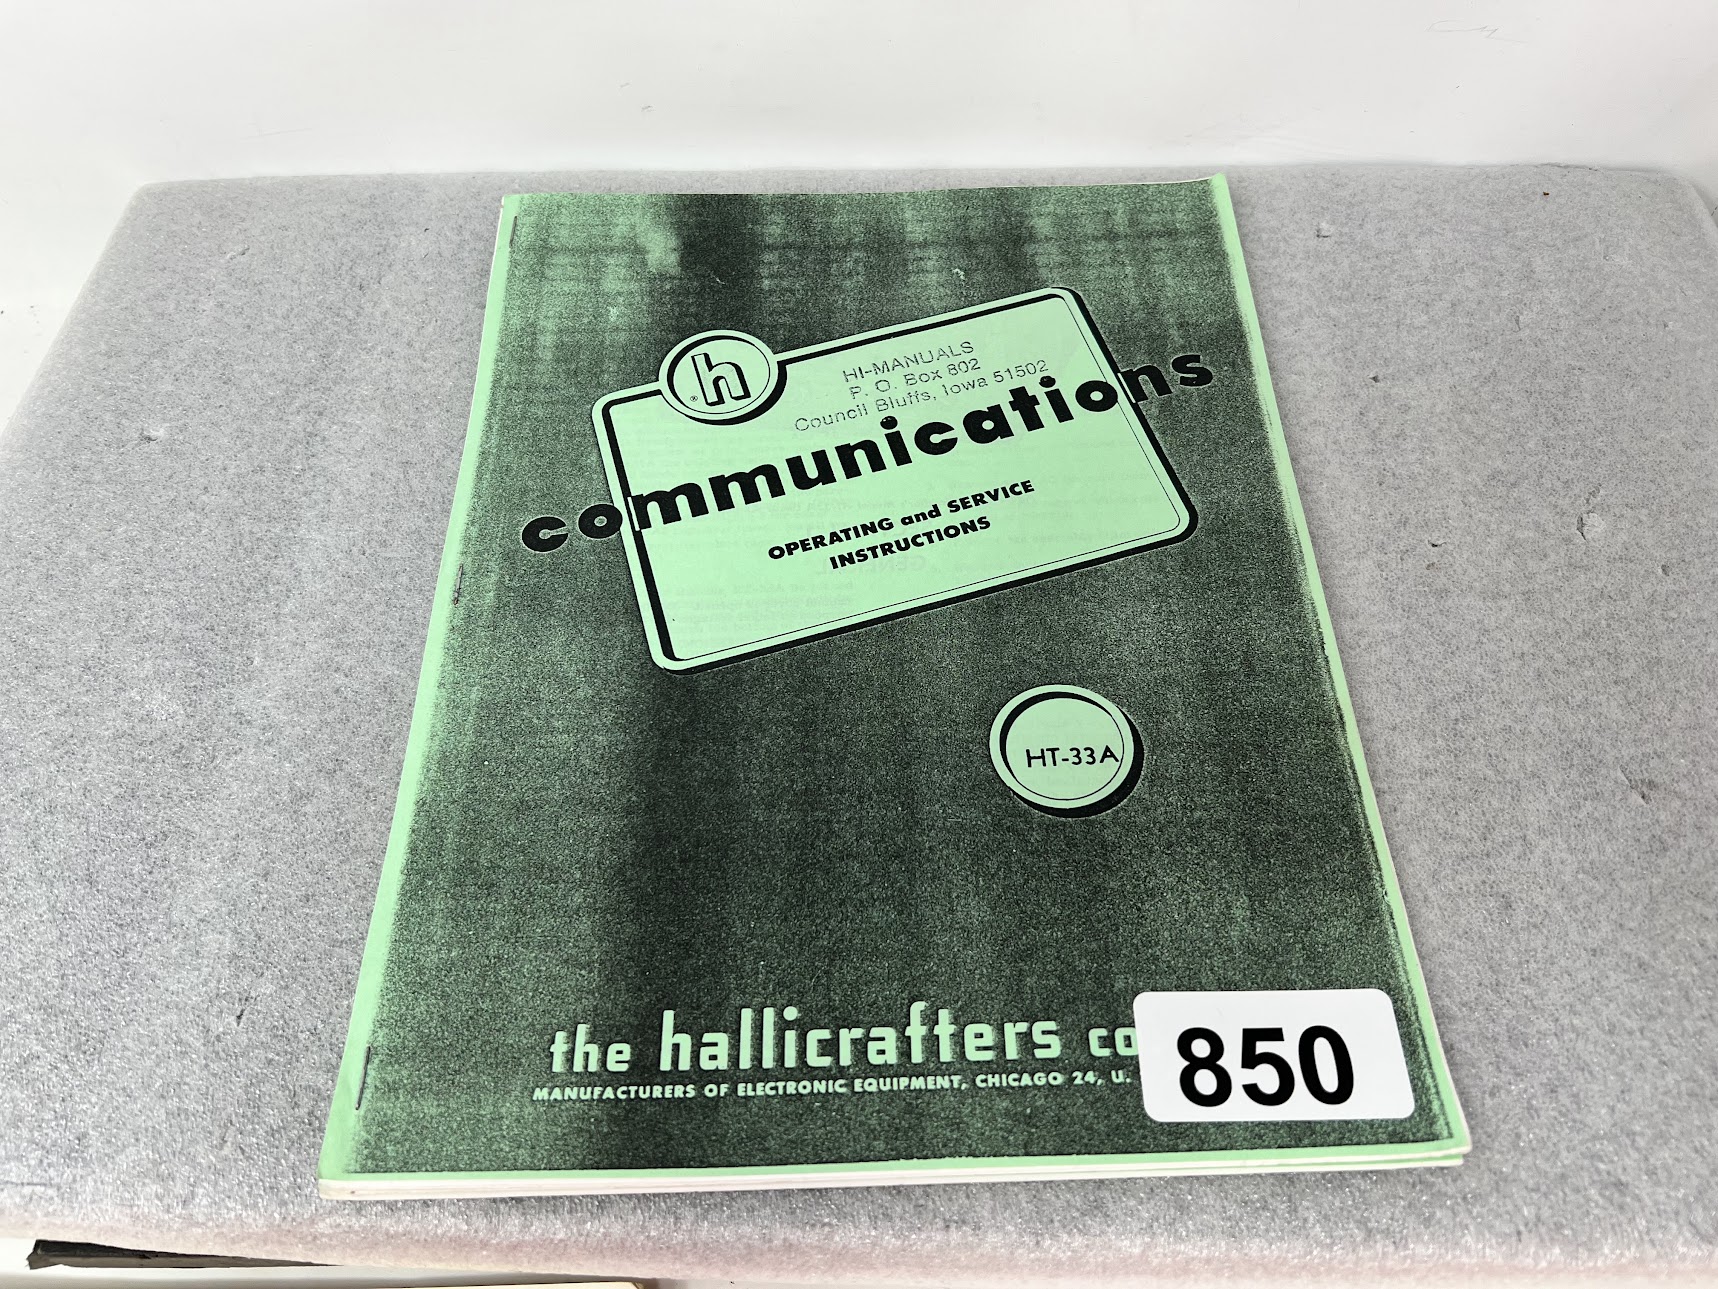 h
®
HI-MANUALS
P. O. Box 802
Council Bluffs, Iowa 51502
communications
OPERATING and SERVICE
INSTRUCTIONS
HT-33A
the hallicrafters co
MANUFACTURERS OF ELECTRONIC EQUIPMENT, CHICAGO 24, U.
850